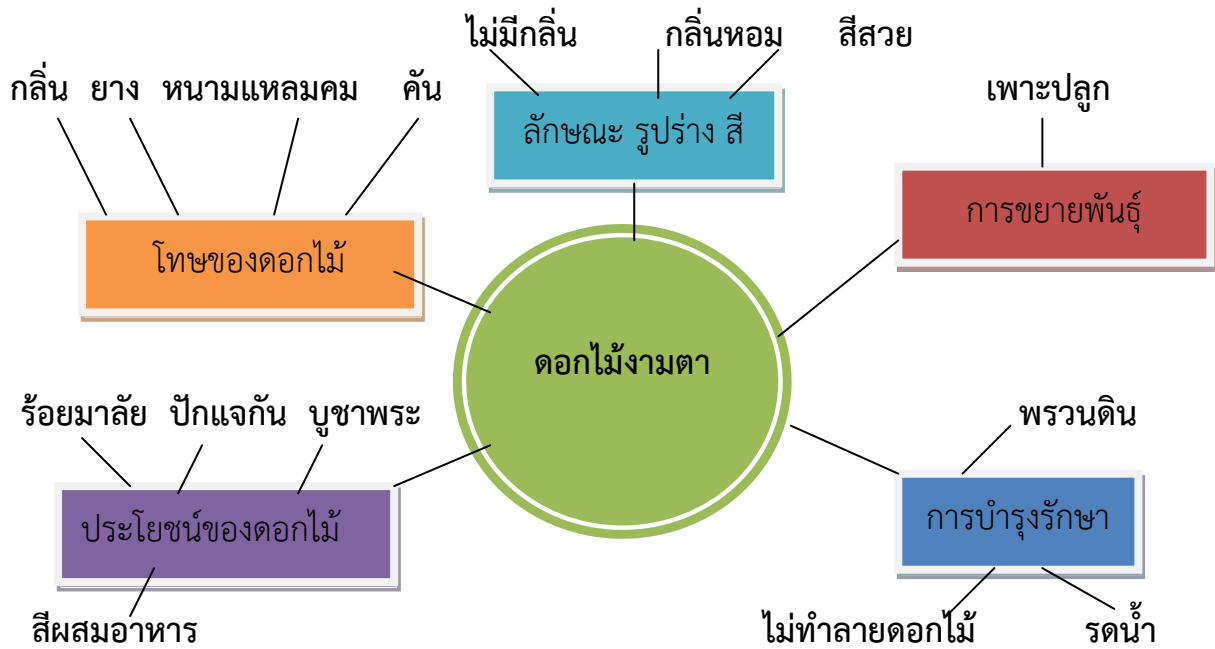 ไม่มีกลิ่น กลิ่นหอม สีสวย
กลิ่น ยาง หนามแหลมคม คัน
เพาะปลูก
ลักษณะ รูปร่าง สี
การขยายพันธุ์
โทษของดอกไม้
ดอกไม้งามตา
ร้อยมาลัย ปักแจกัน บูชาพระ
พรวนดิน
ประโยชน์ของดอกไม้
การบำรุงรักษา
สีผสมอาหาร
ไม่ทำลายดอกไม้ รดน้ำ